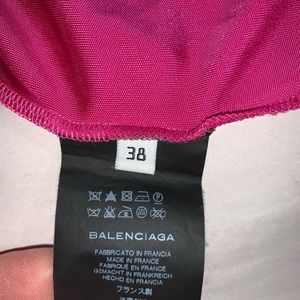 38
BALENCIAGA
FABBRICATO IN FRANCIA
MADE IN FRANCE
FABRIQUE EN FRANCE
GEMACHT IN FRANKREICH
HECHO EN FRANCIA
フランス製